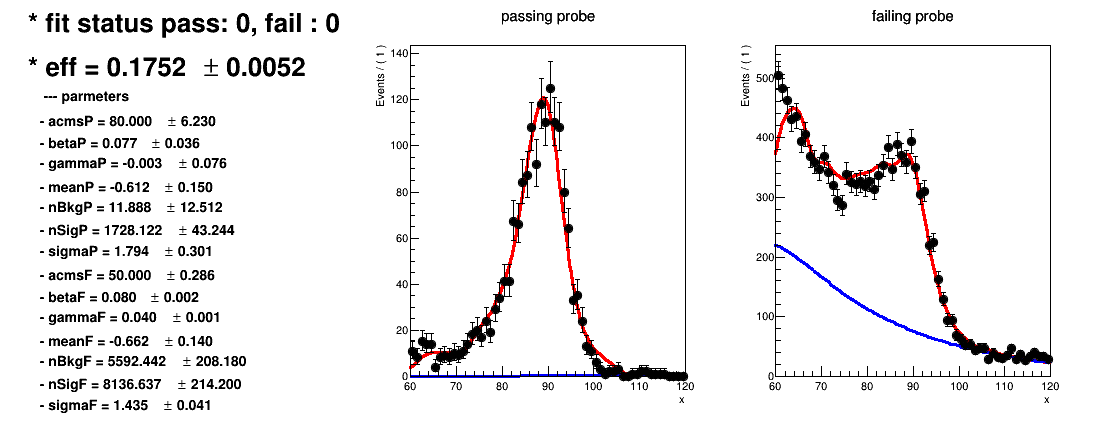 * fit status pass: 0, fail : 0
* eff = 0.1752 ± 0.0052
--- parmeters
- acmsP = 80.000 ± 6.230
- betaP = 0.077 ± 0.036
- gammaP = -0.003 ± 0.076
- meanP = -0.612 ± 0.150
- nBkgP = 11.888 ± 12.512
- nSigP = 1728.122 ± 43.244
- sigmaP = 1.794 ± 0.301
- acmsF = 50.000 ± 0.286
- betaF = 0.080 ± 0.002
- gammaF = 0.040 ± 0.001
- meanF = -0.662 ± 0.140
- nBkgF = 5592.442 ± 208.180
- nSigF = 8136.637 ± 214.200
- sigmaF = 1.435 ± 0.041
passing probe
Events / ( 1 )
140
120
100
80
60
40
20
0
60 70 80 90 100 110 120
x
failing probe
Events / ( 1 )
500
400
300
200
100
0
60 70 80 90 100 110 120
x